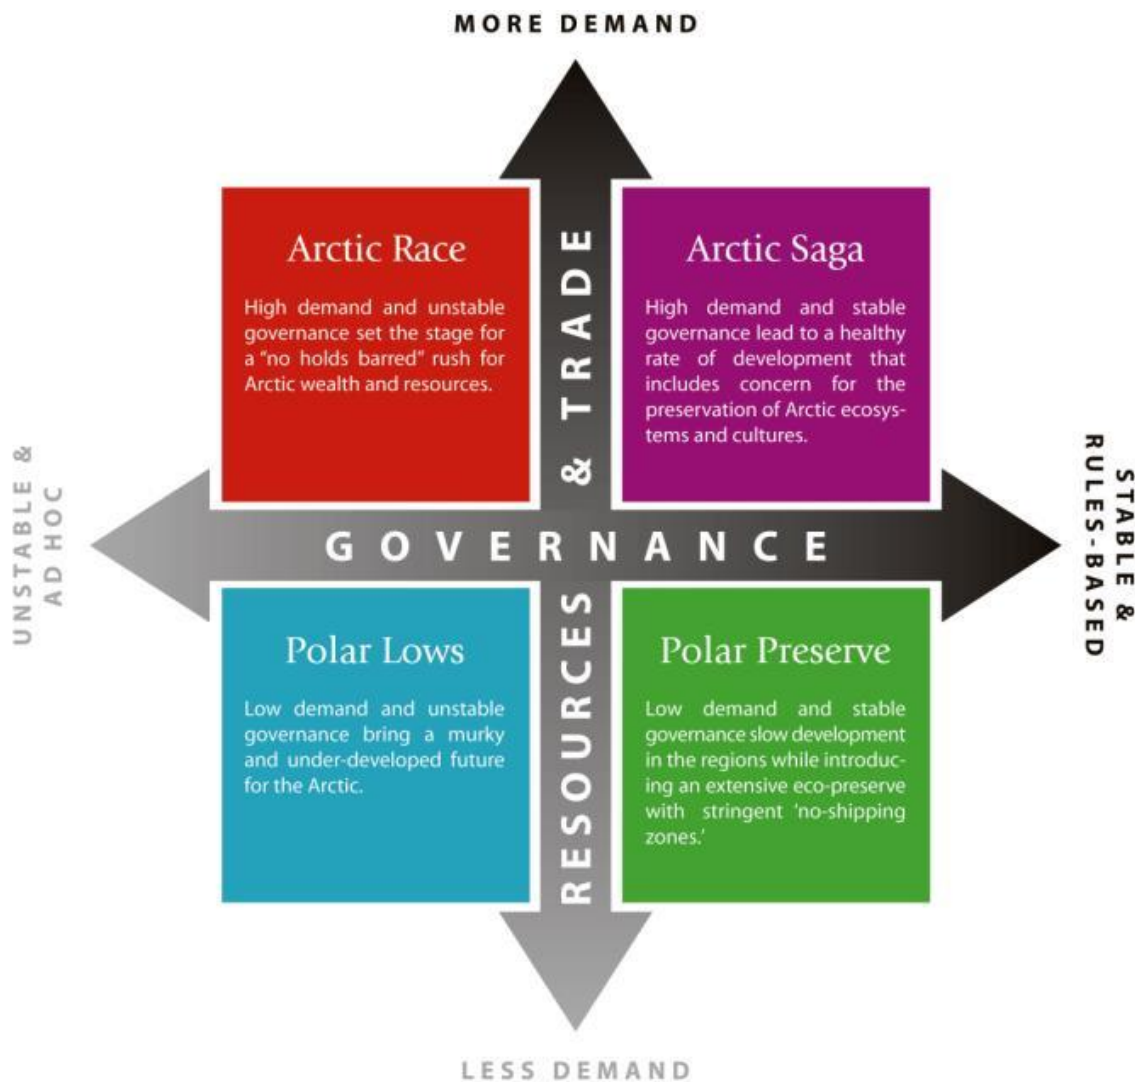 MORE DEMAND
Arctic Race
High demand and unstable
governance set the stage for
a “no holds barred” rush for
Arctic wealth and resources.
Arctic Saga
High demand and stable
governance lead to a healthy
rate of development that
includes concern for the
preservation of Arctic ecosys-
tems and cultures.
UNSTABLE &
AD HOC
GOVERNANCE
STABLE &
RULES-BASED
RESOURCES & TRADE
Polar Lows
Low demand and unstable
governance bring a murky
and under-developed future
for the Arctic.
Polar Preserve
Low demand and stable
governance slow development
in the regions while introduc-
ing an extensive eco-preserve
with stringent ‘no-shipping
zones.’
LESS DEMAND